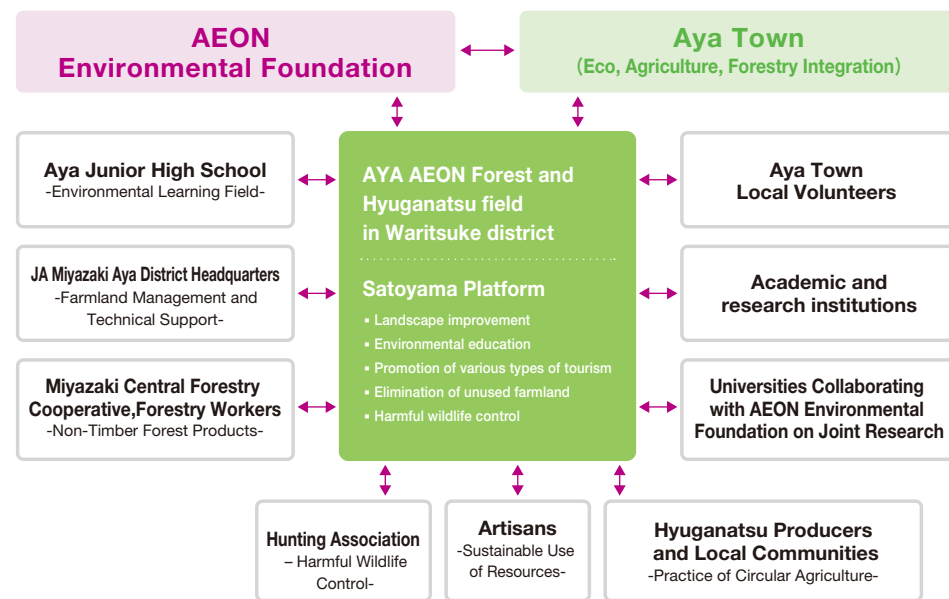 AEON
Environmental Foundation
Aya Town
(Eco, Agriculture, Forestry Integration)
Aya Junior High School
-Environmental Learning Field-
JA Miyazaki Aya District Headquarters
-Farmland Management and
Technical Support-
Miyazaki Central Forestry
Cooperative,Forestry Workers
-Non-Timber Forest Products-
AYA AEON Forest and
Hyuganatsu field
in Waritsuke district
Satoyama Platform
▪ Landscape improvement
▪ Environmental education
▪ Promotion of various types of tourism
▪ Elimination of unused farmland
▪ Harmful wildlife control
Aya Town
Local Volunteers
Academic and
research institutions
Universities Collaborating
with AEON Environmental
Foundation on Joint Research
Hunting Association
– Harmful Wildlife
Control-
Artisans
-Sustainable Use
of Resources-
Hyuganatsu Producers
and Local Communities
-Practice of Circular Agriculture-